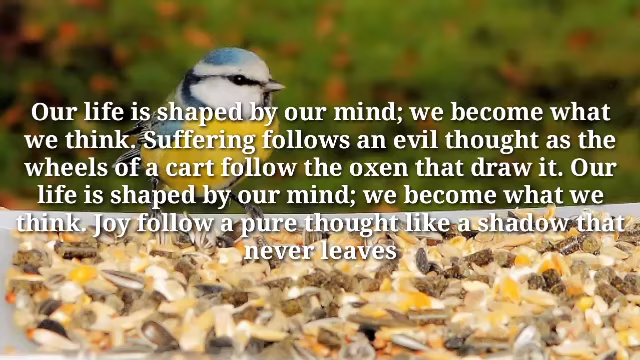 Our life is shaped by our mind; we become what
we think. Suffering follows an evil thought as the
wheels of a cart follow the oxen that draw it. Our
life is shaped by our mind; we become what we
think. Joy follow a pure thought like a shadow that
never leaves